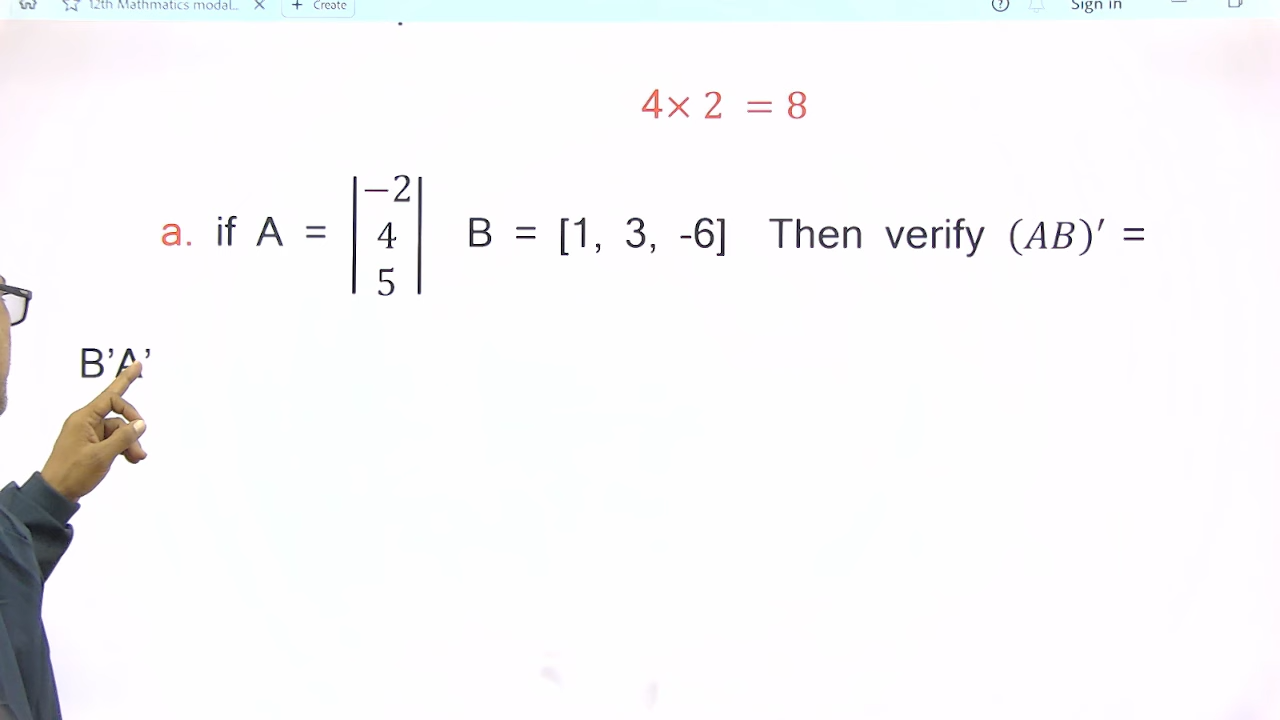 12th Mathmatics modal... × + Create ? Sign in
4× 2 = 8
a. if A = |−2 4 5| B = [1, 3, -6] Then verify (AB)′ =
B’A’